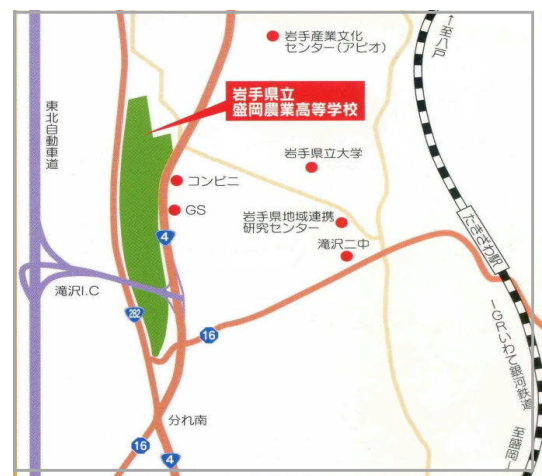 岩手産業文化
センター(アピオ)
↑至八戸
岩手県立
盛岡農業高等学校
東北自動車道
岩手県立大学
コンビニ
GS
岩手県地域連携
研究センター
滝沢二中
4
たきざわ駅
滝沢I.C
282
16
IGRいわて銀河鉄道
分れ南
16
4
至盛岡